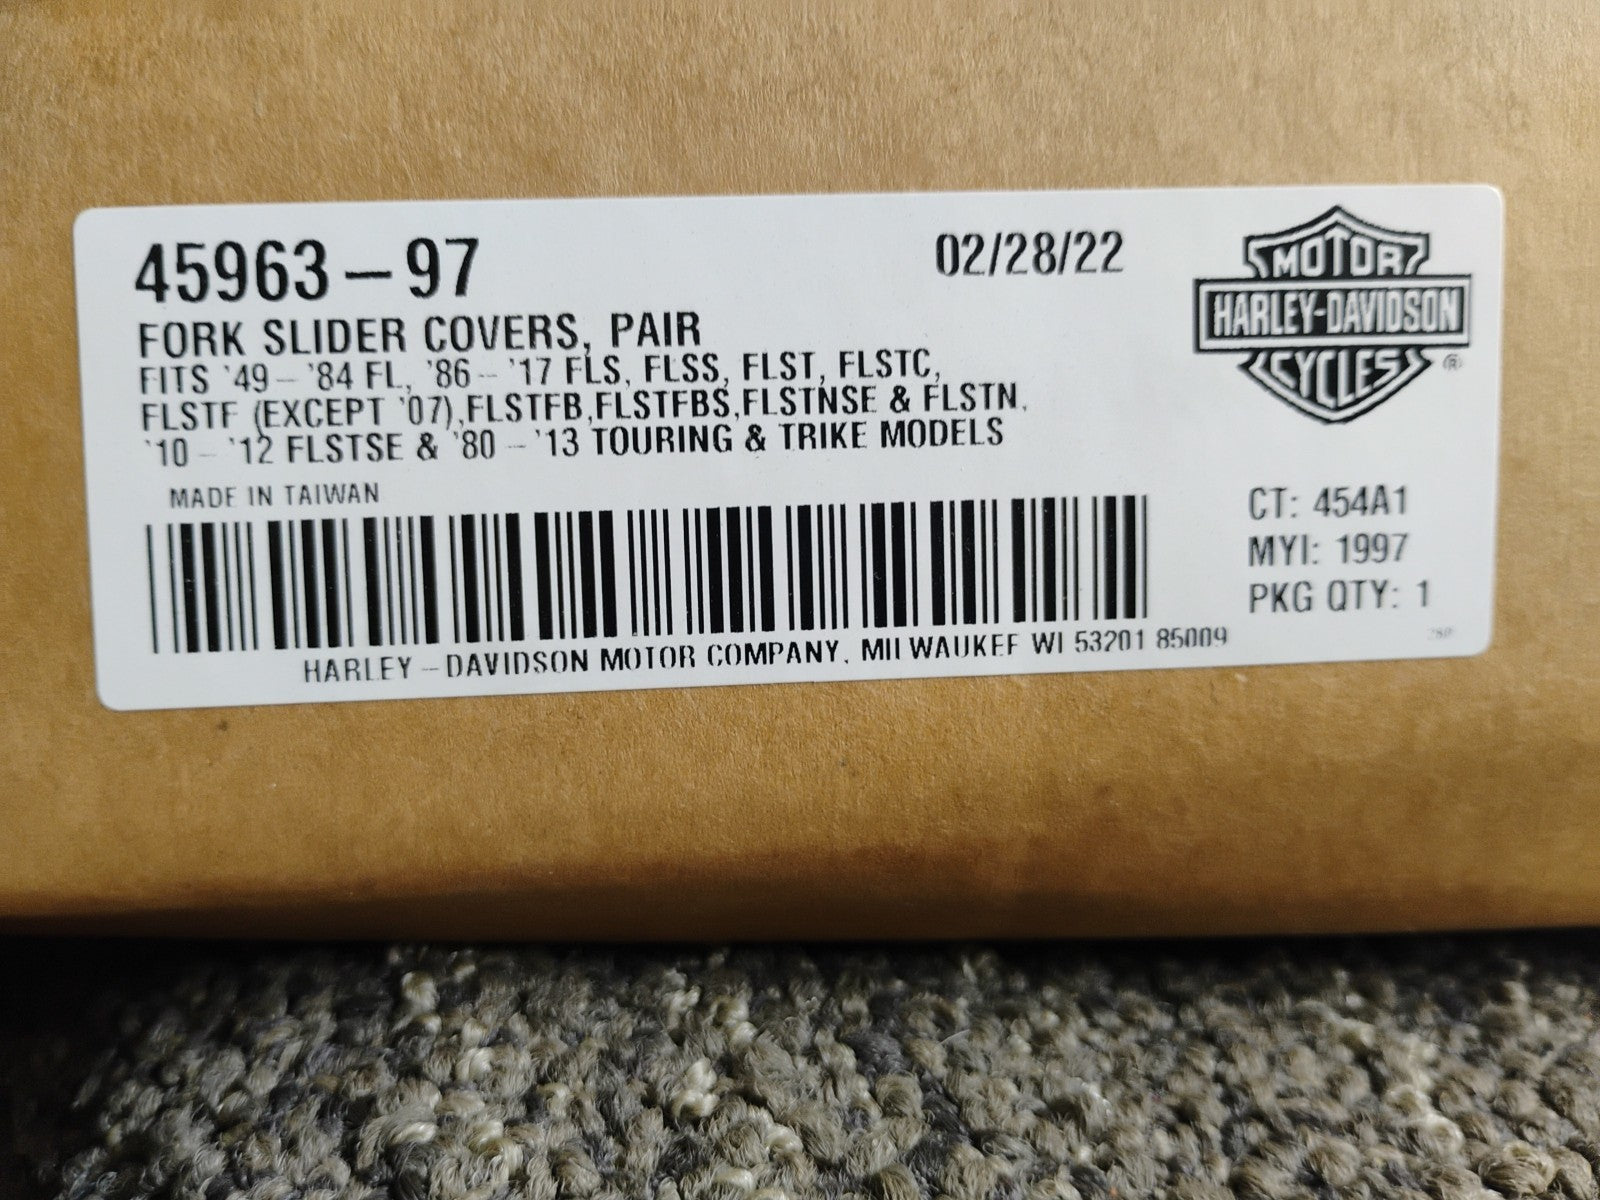 45963-97
02/28/22
MOTOR
HARLEY-DAVIDSON
CYCLES
®
FORK SLIDER COVERS, PAIR
FITS '49-'84 FL, '86-'17 FLS, FLSS, FLST, FLSTC,
FLSTF (EXCEPT '07),FLSTFB,FLSTFBS,FLSTNSE & FLSTN,
'10-'12 FLSTSE & '80-'13 TOURING & TRIKE MODELS
MADE IN TAIWAN
CT: 454A1
MYI: 1997
PKG QTY: 1
HARLEY-DAVIDSON MOTOR COMPANY, MILWAUKEE WI 53201 85009